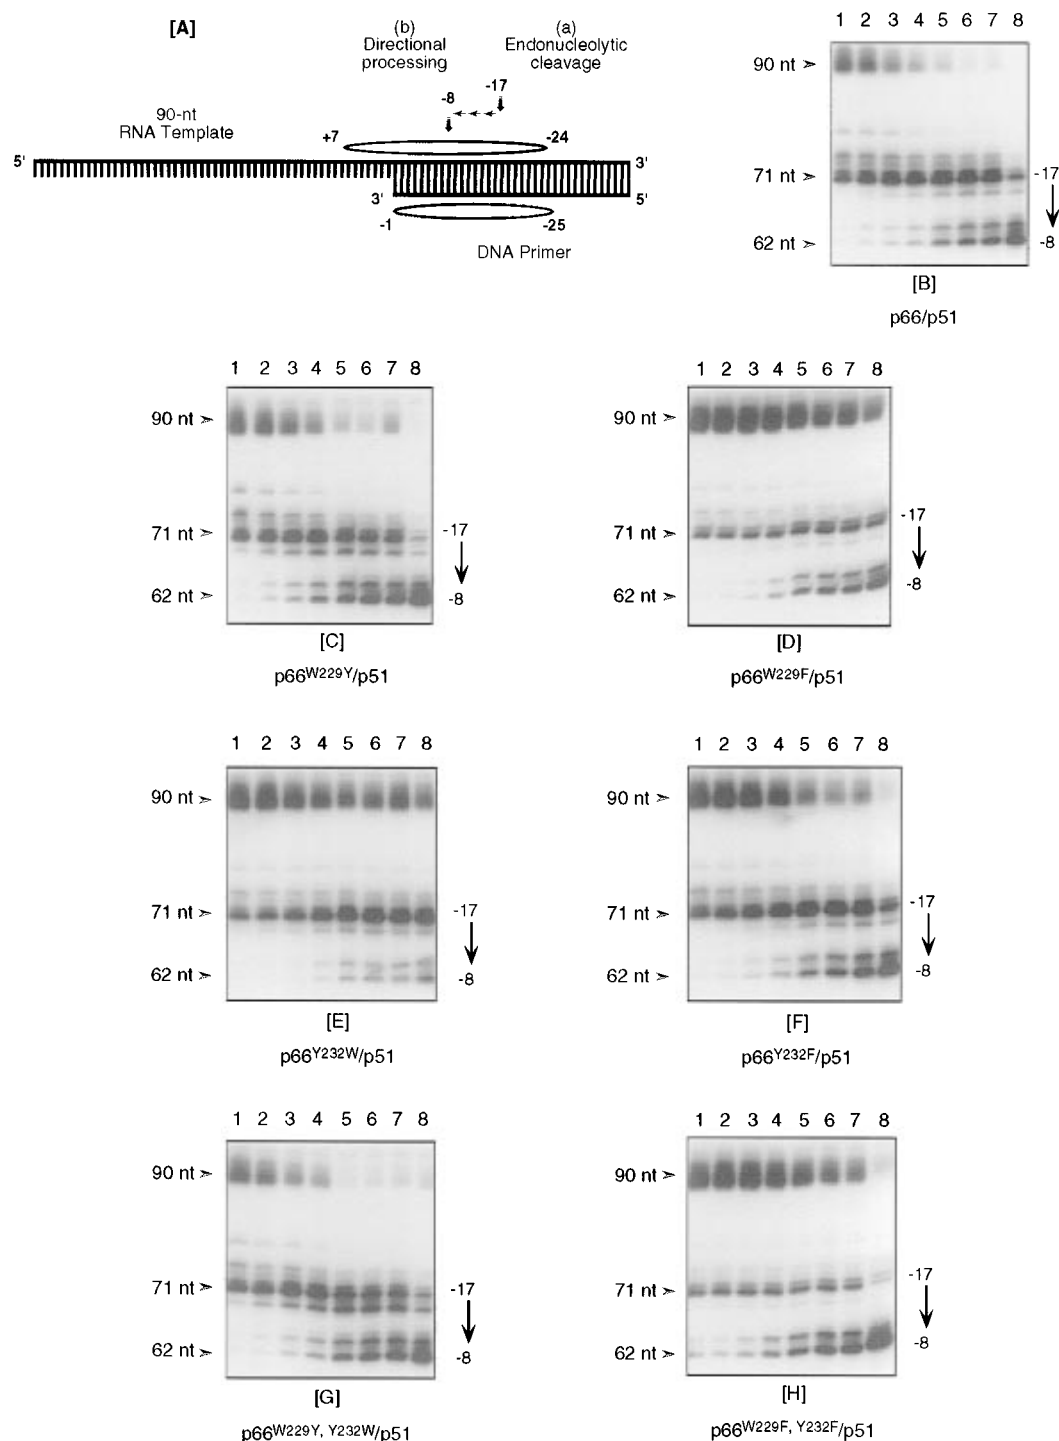 [A]
(b)
Directional
processing
(a)
Endonucleolytic
cleavage
-17
-8
90-nt
RNA Template
+7
-24
5'
3'
3'
5'
-1
-25
DNA Primer
1 2 3 4 5 6 7 8
90 nt
71 nt
-17
62 nt
-8
[B]
p66/p51
1 2 3 4 5 6 7 8
90 nt
71 nt
-17
62 nt
-8
[C]
p66W229Y/p51
1 2 3 4 5 6 7 8
90 nt
-17
71 nt
-8
62 nt
[D]
p66W229F/p51
1 2 3 4 5 6 7 8
90 nt
71 nt
-17
62 nt
-8
[E]
p66Y232W/p51
1 2 3 4 5 6 7 8
90 nt
-17
71 nt
-8
62 nt
[F]
p66Y232F/p51
1 2 3 4 5 6 7 8
90 nt
71 nt
-17
62 nt
-8
[G]
p66W229Y, Y232W/p51
1 2 3 4 5 6 7 8
90 nt
-17
71 nt
-8
62 nt
[H]
p66W229F, Y232F/p51